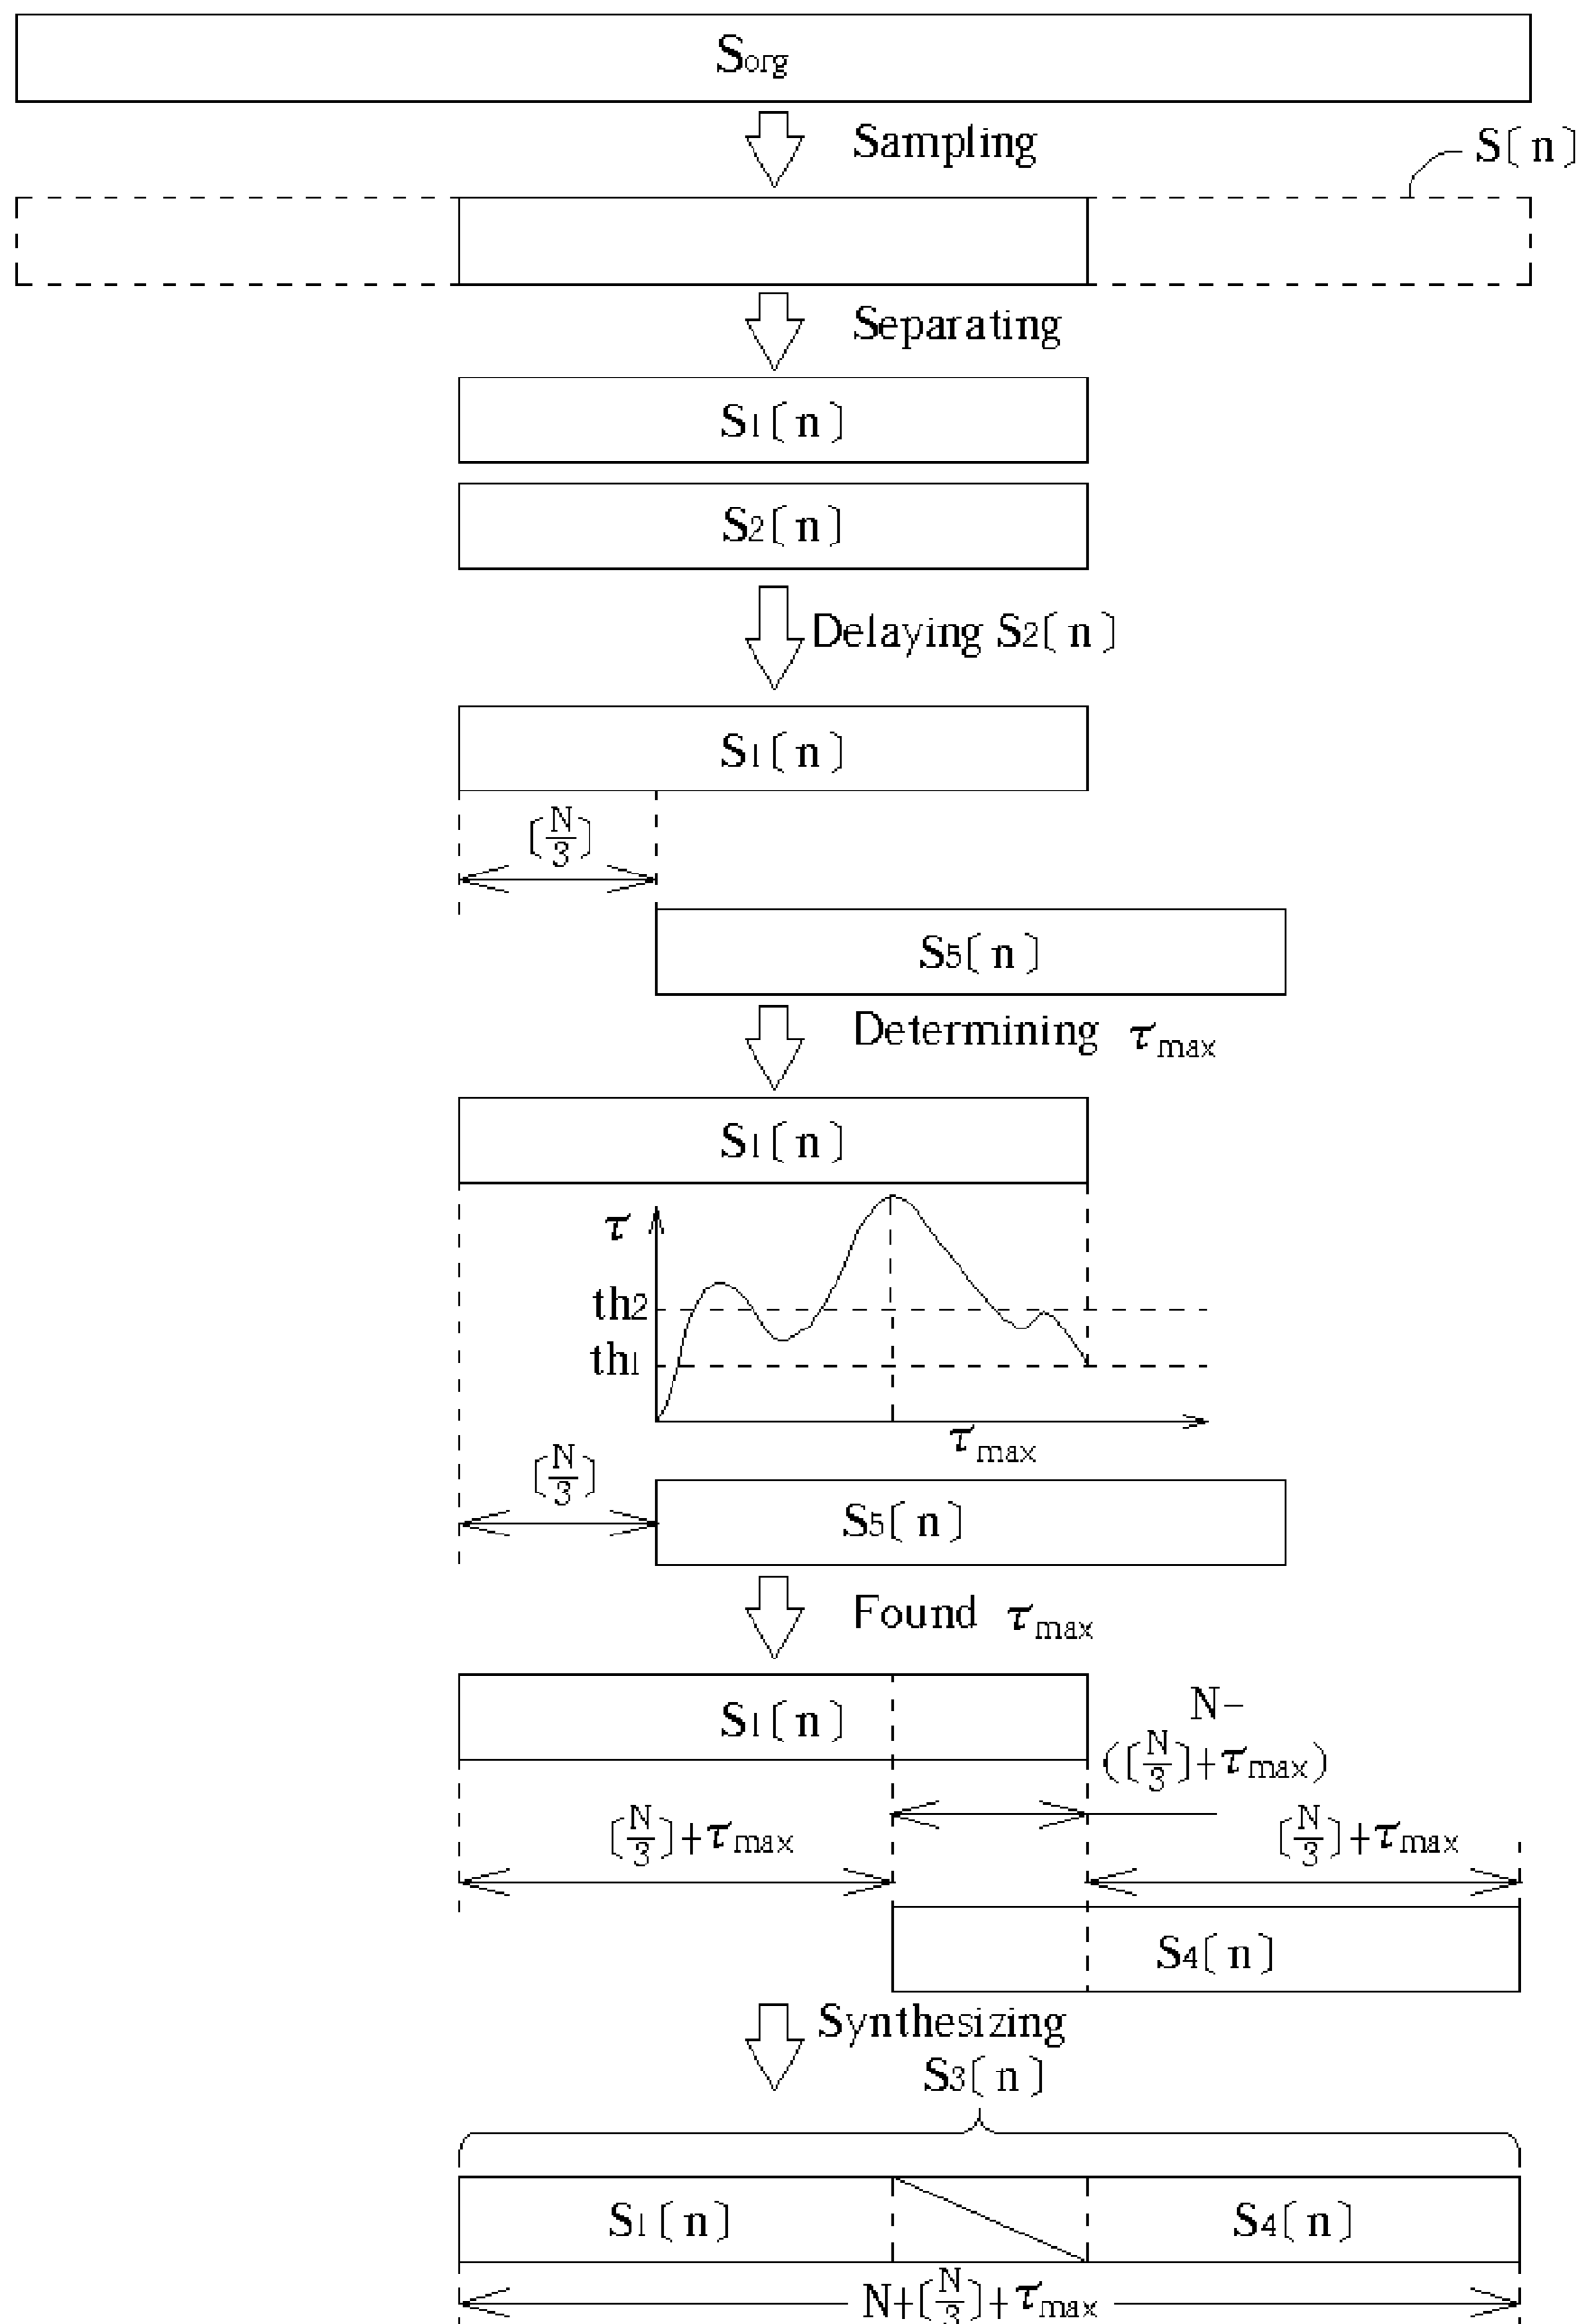 Sorg
Sampling
S[n]
Separating
S1[n]
S2[n]
Delaying S2[n]
S1[n]
[N/3]
S5[n]
Determining τmax
S1[n]
τ
th2
th1
τmax
[N/3]
S5[n]
Found τmax
S1[n]
N−
([N/3]+τmax)
[N/3]+τmax
[N/3]+τmax
S4[n]
Synthesizing
S3[n]
S1[n]
S4[n]
N+[N/3]+τmax